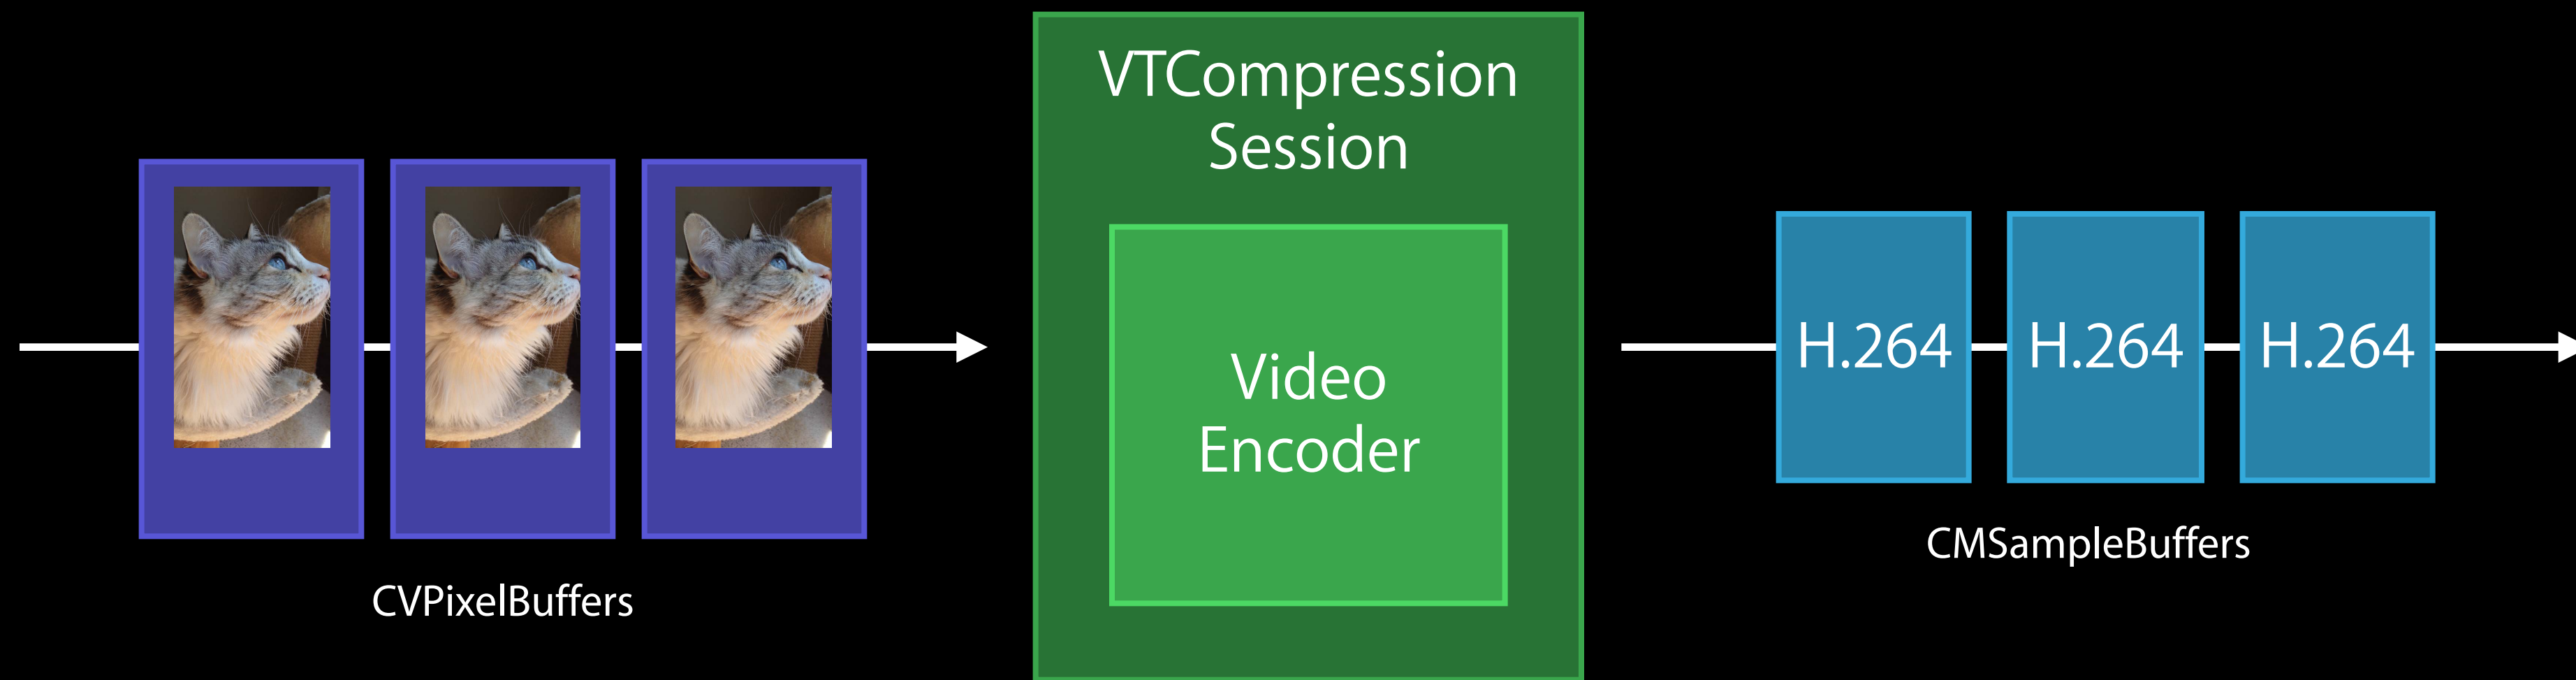 VTCompression
Session
Video
Encoder
H.264
H.264
H.264
CVPixelBuffers
CMSampleBuffers